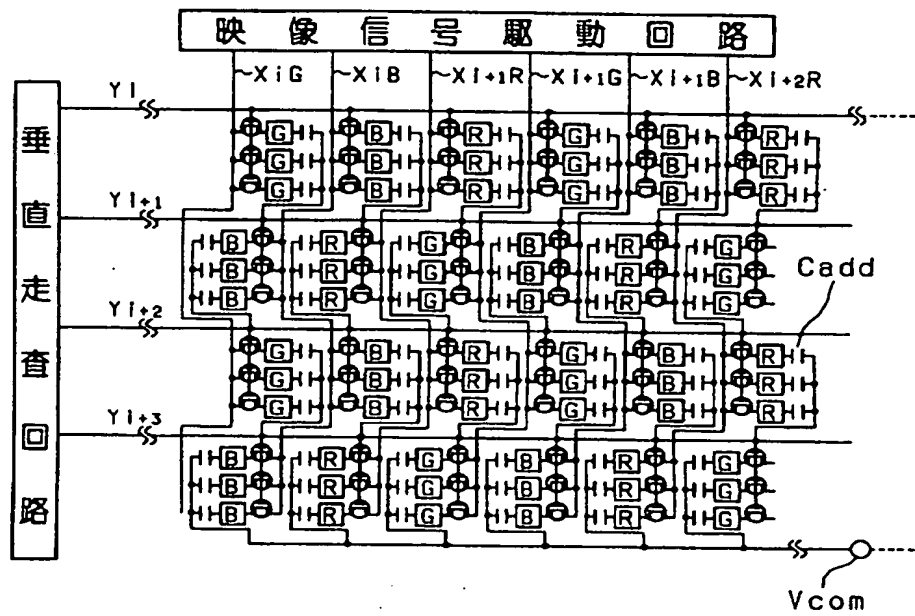 映像信号駆動回路
~XiG ~XiB ~Xi+1R ~Xi+1G ~Xi+1B ~Xi+2R
垂直走査回路
Yi
G B R G B R
G B R G B R
G B R G B R
Yi+1
B R G B R G
B R G B R G
B R G B R G
Cadd
Yi+2
G B R G B R
G B R G B R
G B R G B R
Yi+3
B R G B R G
B R G B R G
B R G B R G
Vcom